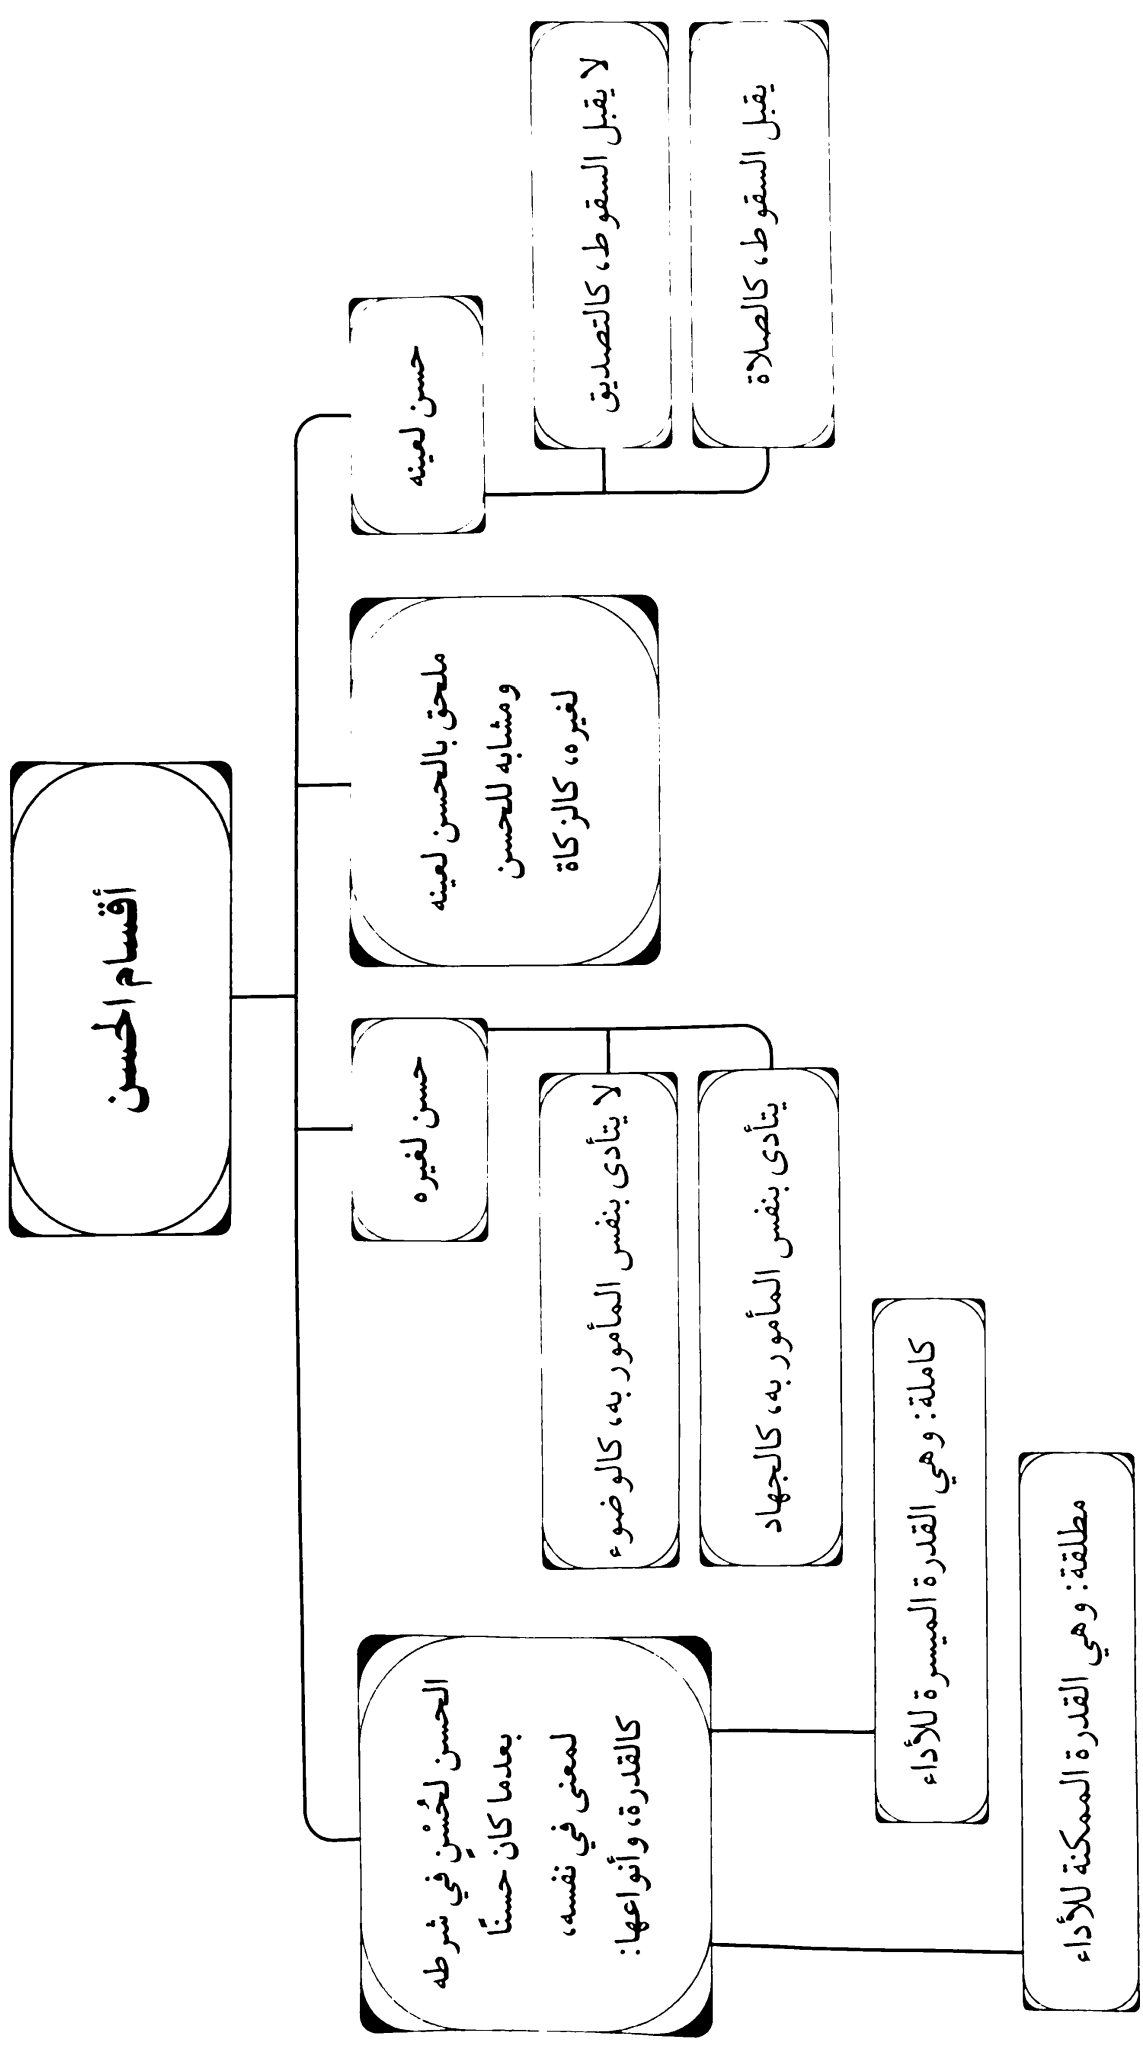 أقسام الحسن
حسن لعينه
لا يقبل السقوط، كالتصديق
يقبل السقوط، كالصلاة
ملحق بالحسن لعينه
ومشابه للحسن
لغيره، كالزكاة
حسن لغيره
لا يتأدى بنفس المأمور به، كالوضوء
يتأدى بنفس المأمور به، كالجهاد
الحسن لحُسْنٍ في شرطه
بعدما كان حسنًا
لمعنى في نفسه،
كالقدرة، وأنواعها:
كاملة: وهي القدرة الميسرة للأداء
مطلقة: وهي القدرة الممكنة للأداء